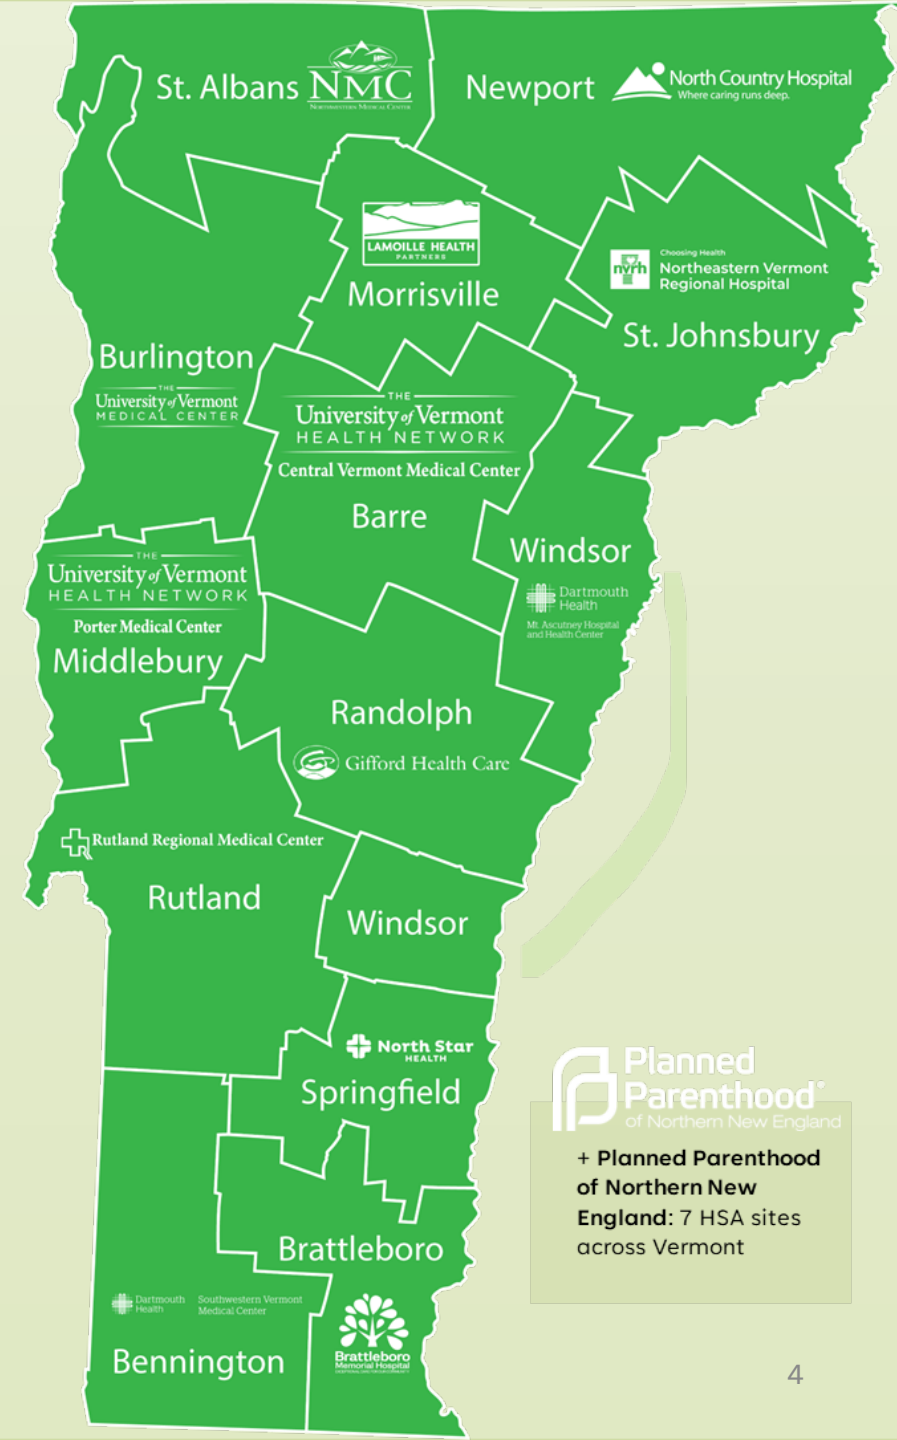 St. Albans
NMC
NORTHWESTERN MEDICAL CENTER
Newport
North Country Hospital
Where caring runs deep.
LAMOILLE HEALTH
PARTNERS
Morrisville
Choosing Health
nvrh
Northeastern Vermont
Regional Hospital
St. Johnsbury
Burlington
THE
University of Vermont
MEDICAL CENTER
THE
University of Vermont
HEALTH NETWORK
Central Vermont Medical Center
Barre
Windsor
Dartmouth
Health
Mt. Ascutney Hospital
and Health Center
THE
University of Vermont
HEALTH NETWORK
Porter Medical Center
Middlebury
Randolph
Gifford Health Care
Rutland Regional Medical Center
Rutland
Windsor
North Star
HEALTH
Springfield
Planned
Parenthood
of Northern New England
+ Planned Parenthood
of Northern New
England: 7 HSA sites
across Vermont
Brattleboro
Dartmouth
Health
Southwestern Vermont
Medical Center
Bennington
Brattleboro
Memorial Hospital
4